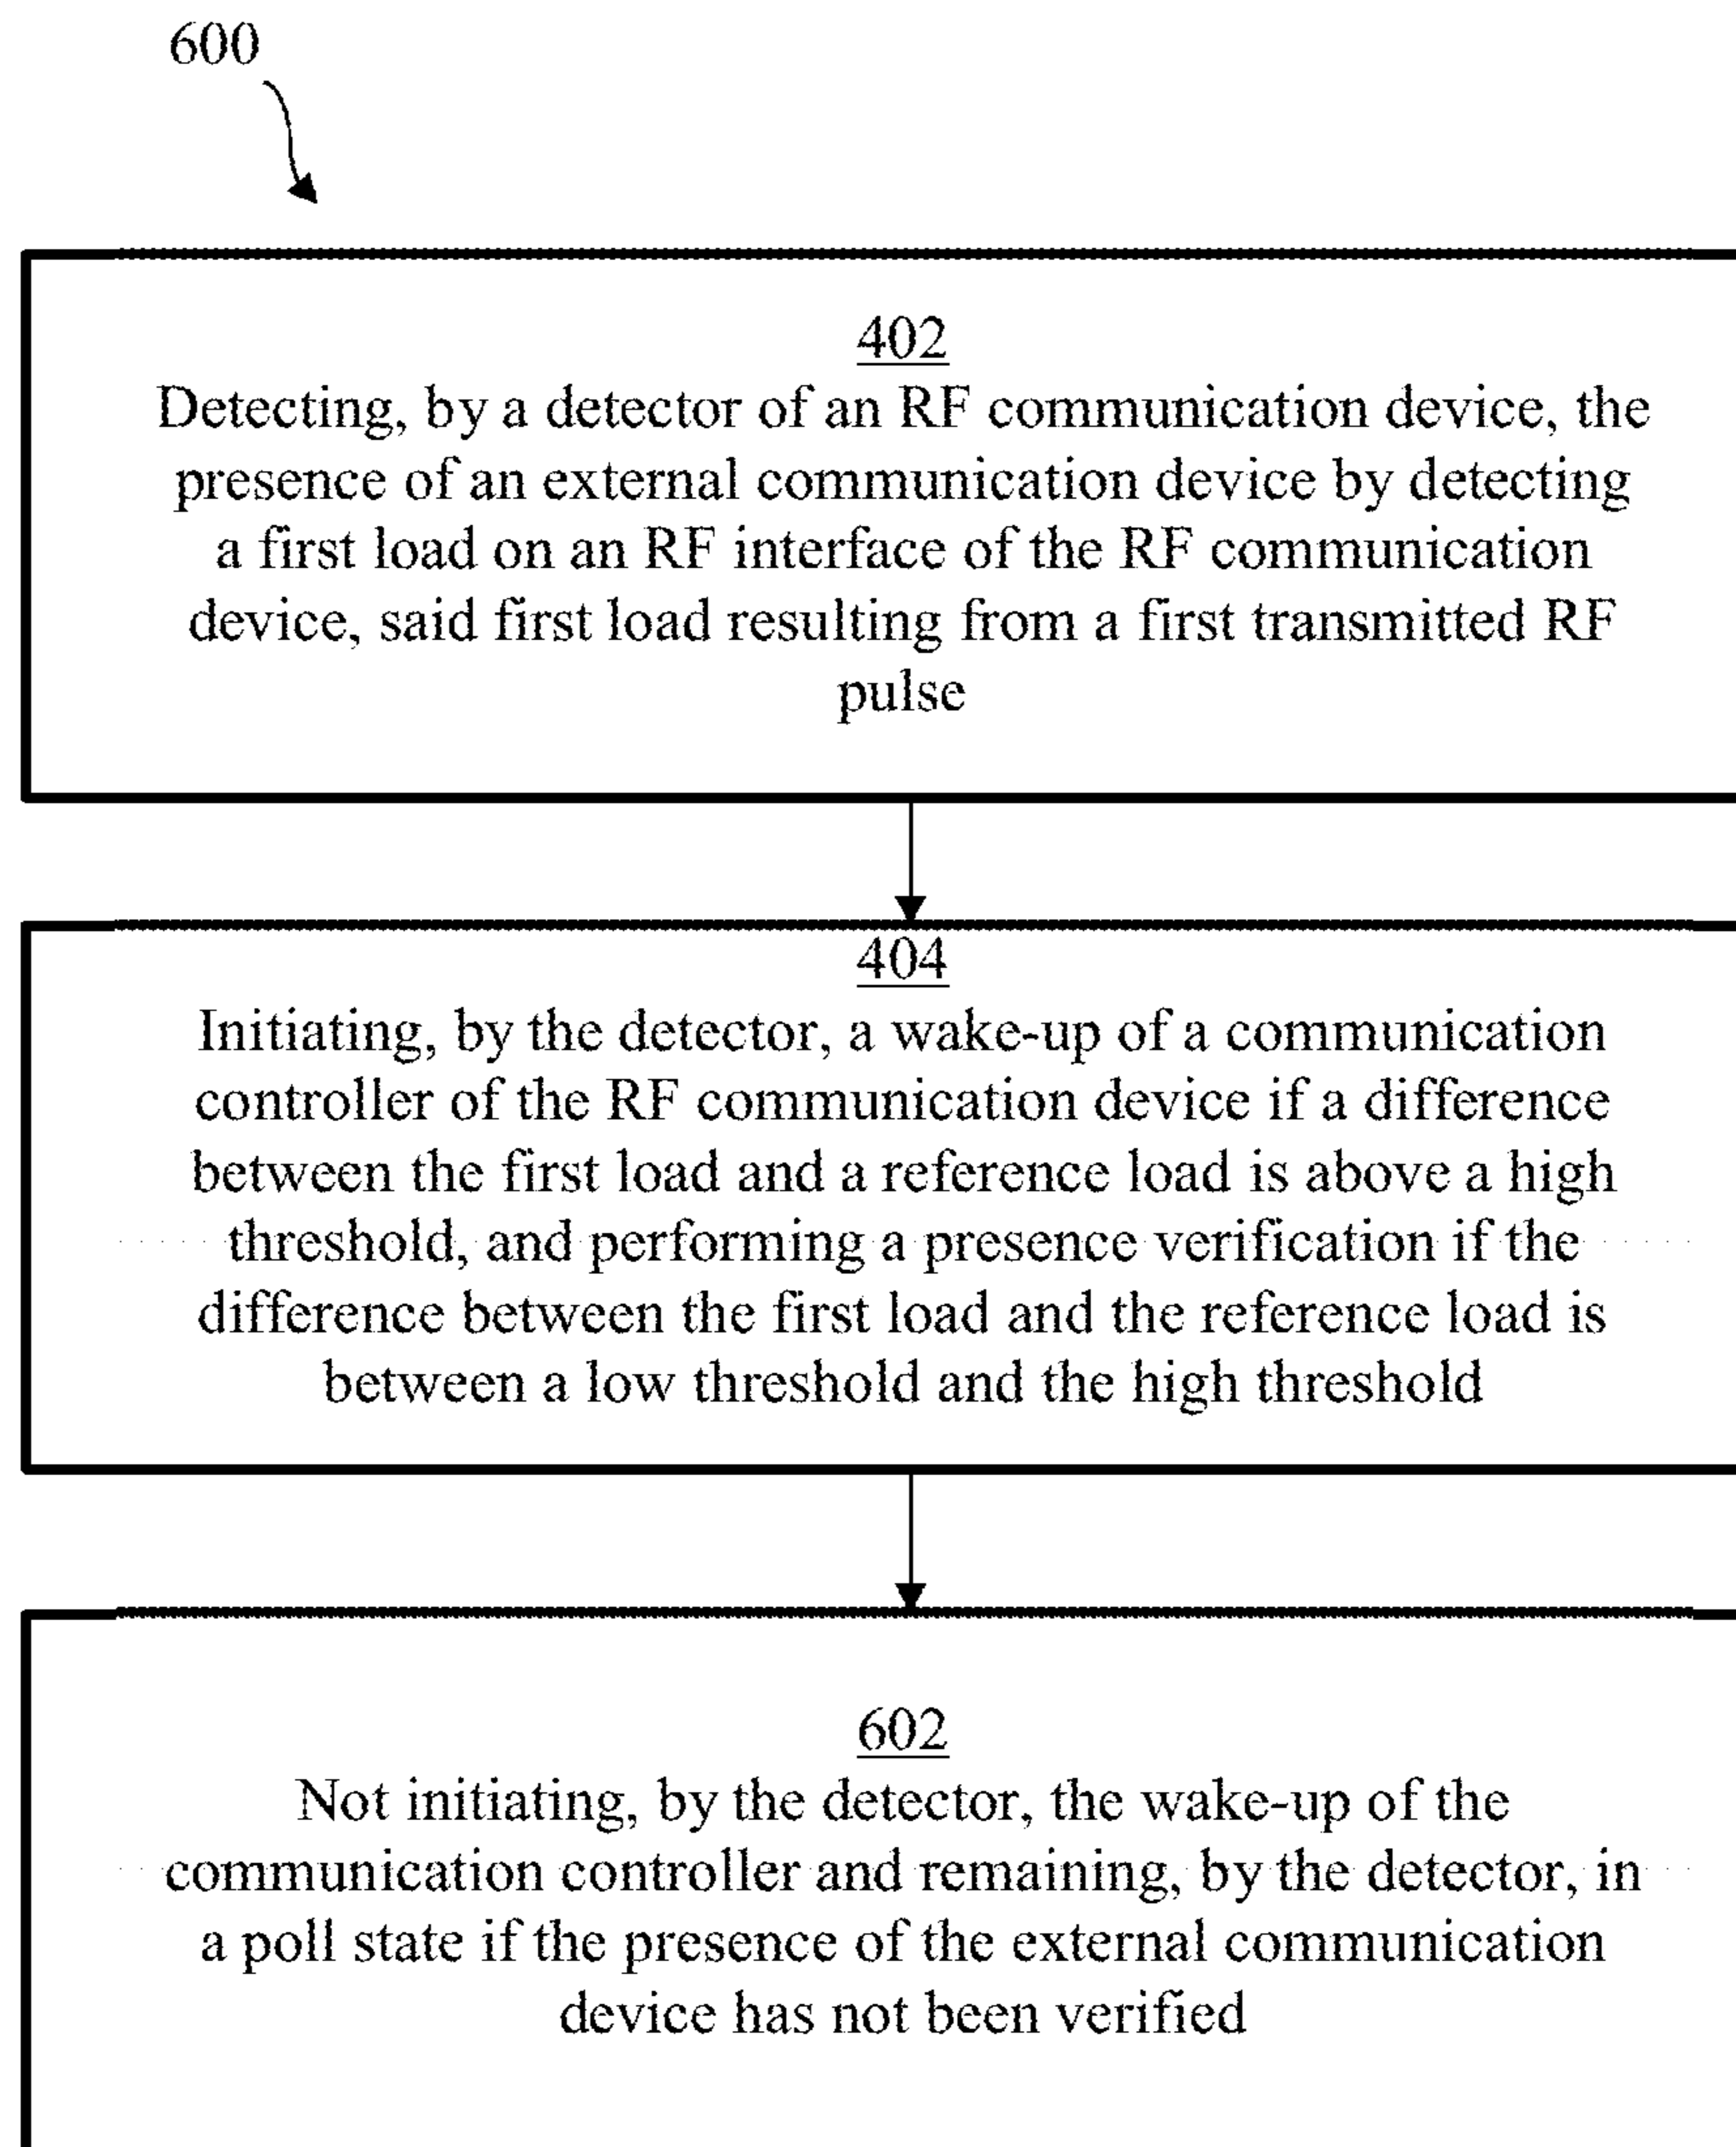 600
402
Detecting, by a detector of an RF communication device, the
presence of an external communication device by detecting
a first load on an RF interface of the RF communication
device, said first load resulting from a first transmitted RF
pulse
404
Initiating, by the detector, a wake-up of a communication
controller of the RF communication device if a difference
between the first load and a reference load is above a high
threshold, and performing a presence verification if the
difference between the first load and the reference load is
between a low threshold and the high threshold
602
Not initiating, by the detector, the wake-up of the
communication controller and remaining, by the detector, in
a poll state if the presence of the external communication
device has not been verified